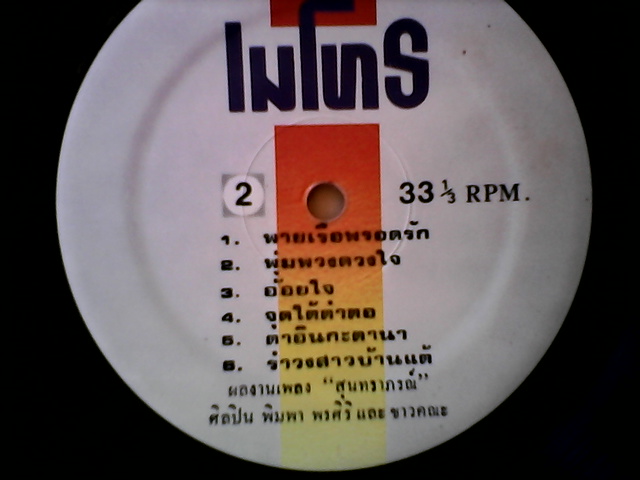 ไมโทร
2
33 ⅓ RPM.
1. พายเรือพรอดรัก
2. พุ่มพวงดวงใจ
3. อ้อยใจ
4. จุดใต้ตำตอ
5. ตำอินกะตานา
6. รำวงสาวบ้านแต้
ผลงานเพลง "สุนทราภรณ์"
ศิลปิน พิมพา พรศิริ และ ชาวคณะ